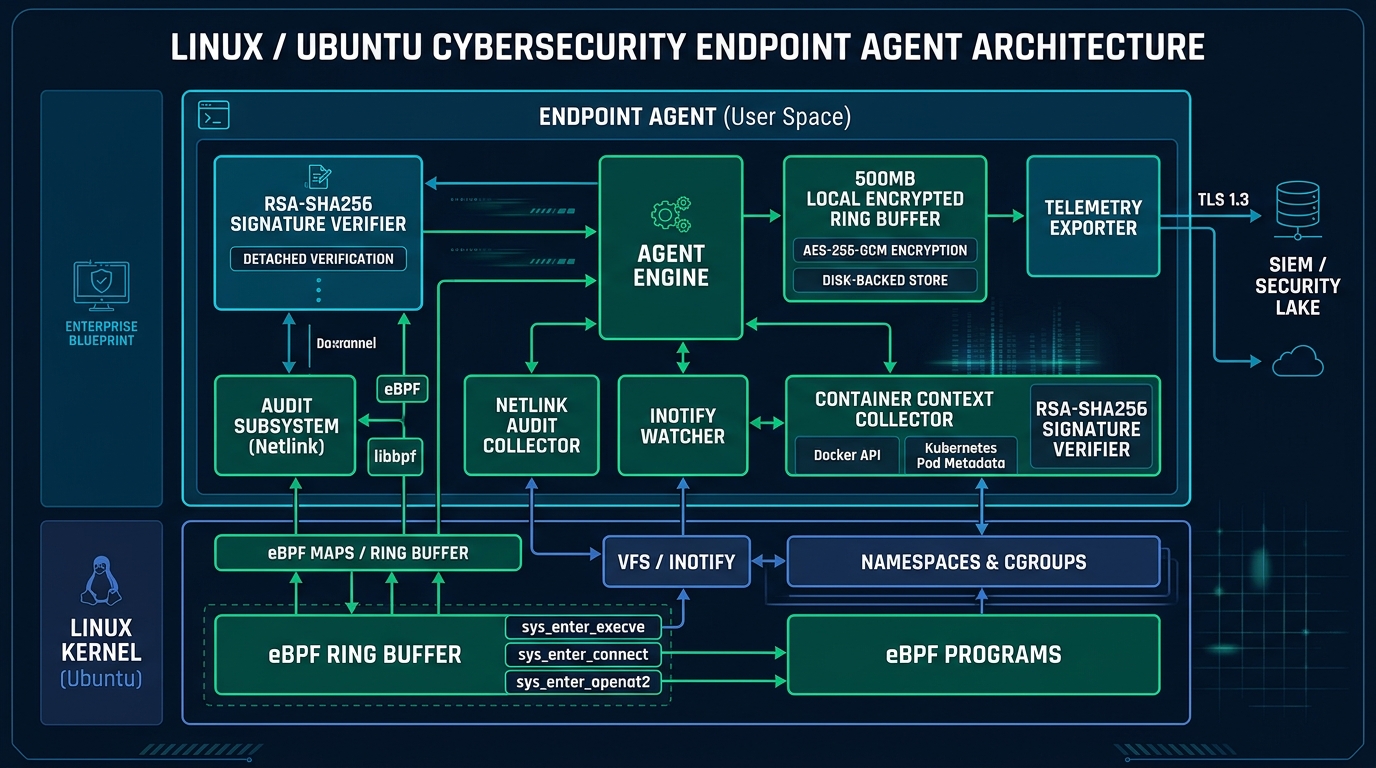 LINUX / UBUNTU CYBERSECURITY ENDPOINT AGENT ARCHITECTURE
ENDPOINT AGENT (User Space)
ENTERPRISE
BLUEPRINT
RSA-SHA256
SIGNATURE VERIFIER
DETACHED VERIFICATION
AGENT
ENGINE
500MB
LOCAL ENCRYPTED
RING BUFFER
AES-256-GCM ENCRYPTION
DISK-BACKED STORE
TELEMETRY
EXPORTER
TLS 1.3
SIEM /
SECURITY
LAKE
eBPF
libbpf
AUDIT
SUBSYSTEM
(Netlink)
NETLINK
AUDIT
COLLECTOR
INOTIFY
WATCHER
CONTAINER CONTEXT
COLLECTOR
Docker API
Kubernetes
Pod Metadata
RSA-SHA256
SIGNATURE
VERIFIER
LINUX
KERNEL
(Ubuntu)
eBPF MAPS / RING BUFFER
VFS / INOTIFY
NAMESPACES & CGROUPS
eBPF RING BUFFER
sys_enter_execve
sys_enter_connect
sys_enter_openat2
eBPF PROGRAMS